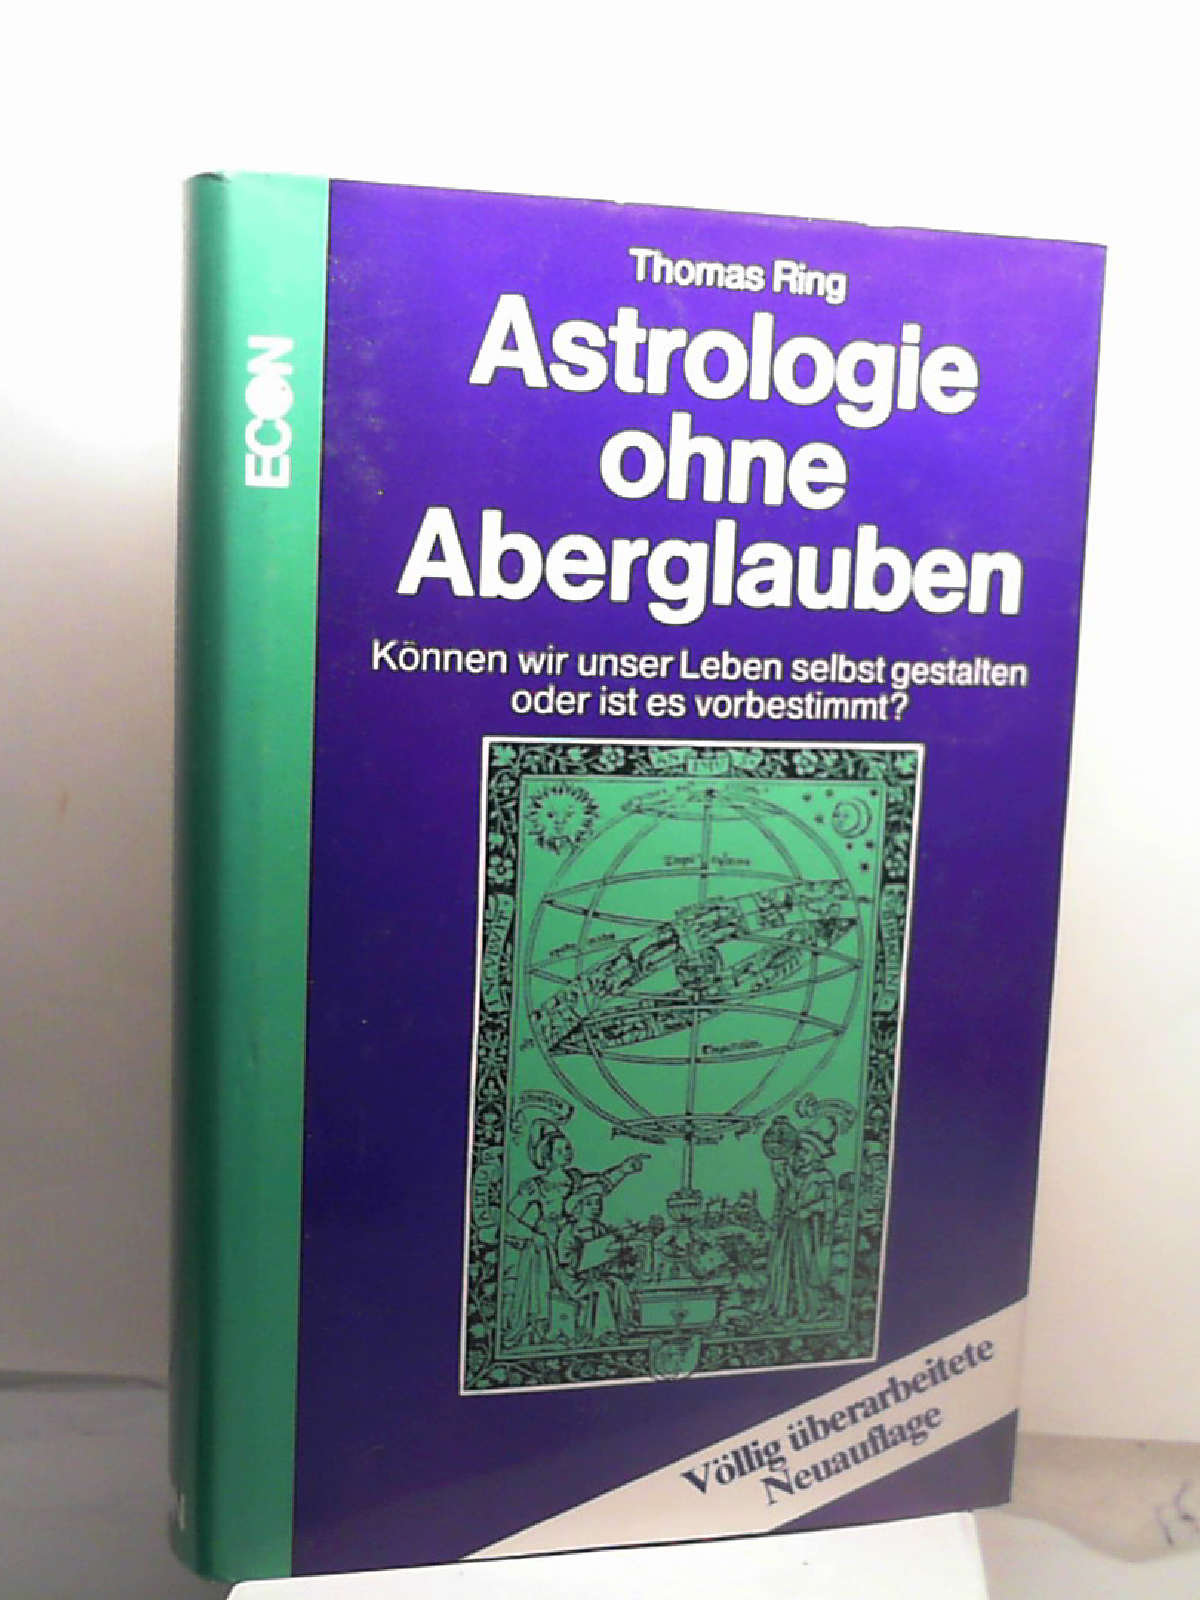 ECON
Thomas Ring
Astrologie
ohne
Aberglauben
Können wir unser Leben selbst gestalten
oder ist es vorbestimmt?
Völlig überarbeitete
Neuauflage